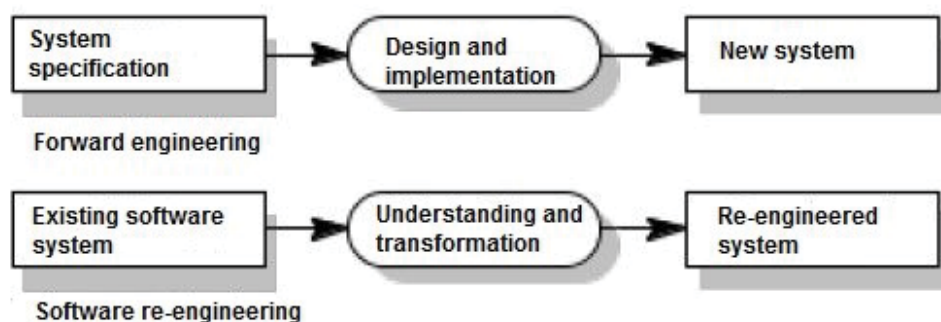 System
specification
Design and
implementation
New system
Forward engineering
Existing software
system
Understanding and
transformation
Re-engineered
system
Software re-engineering